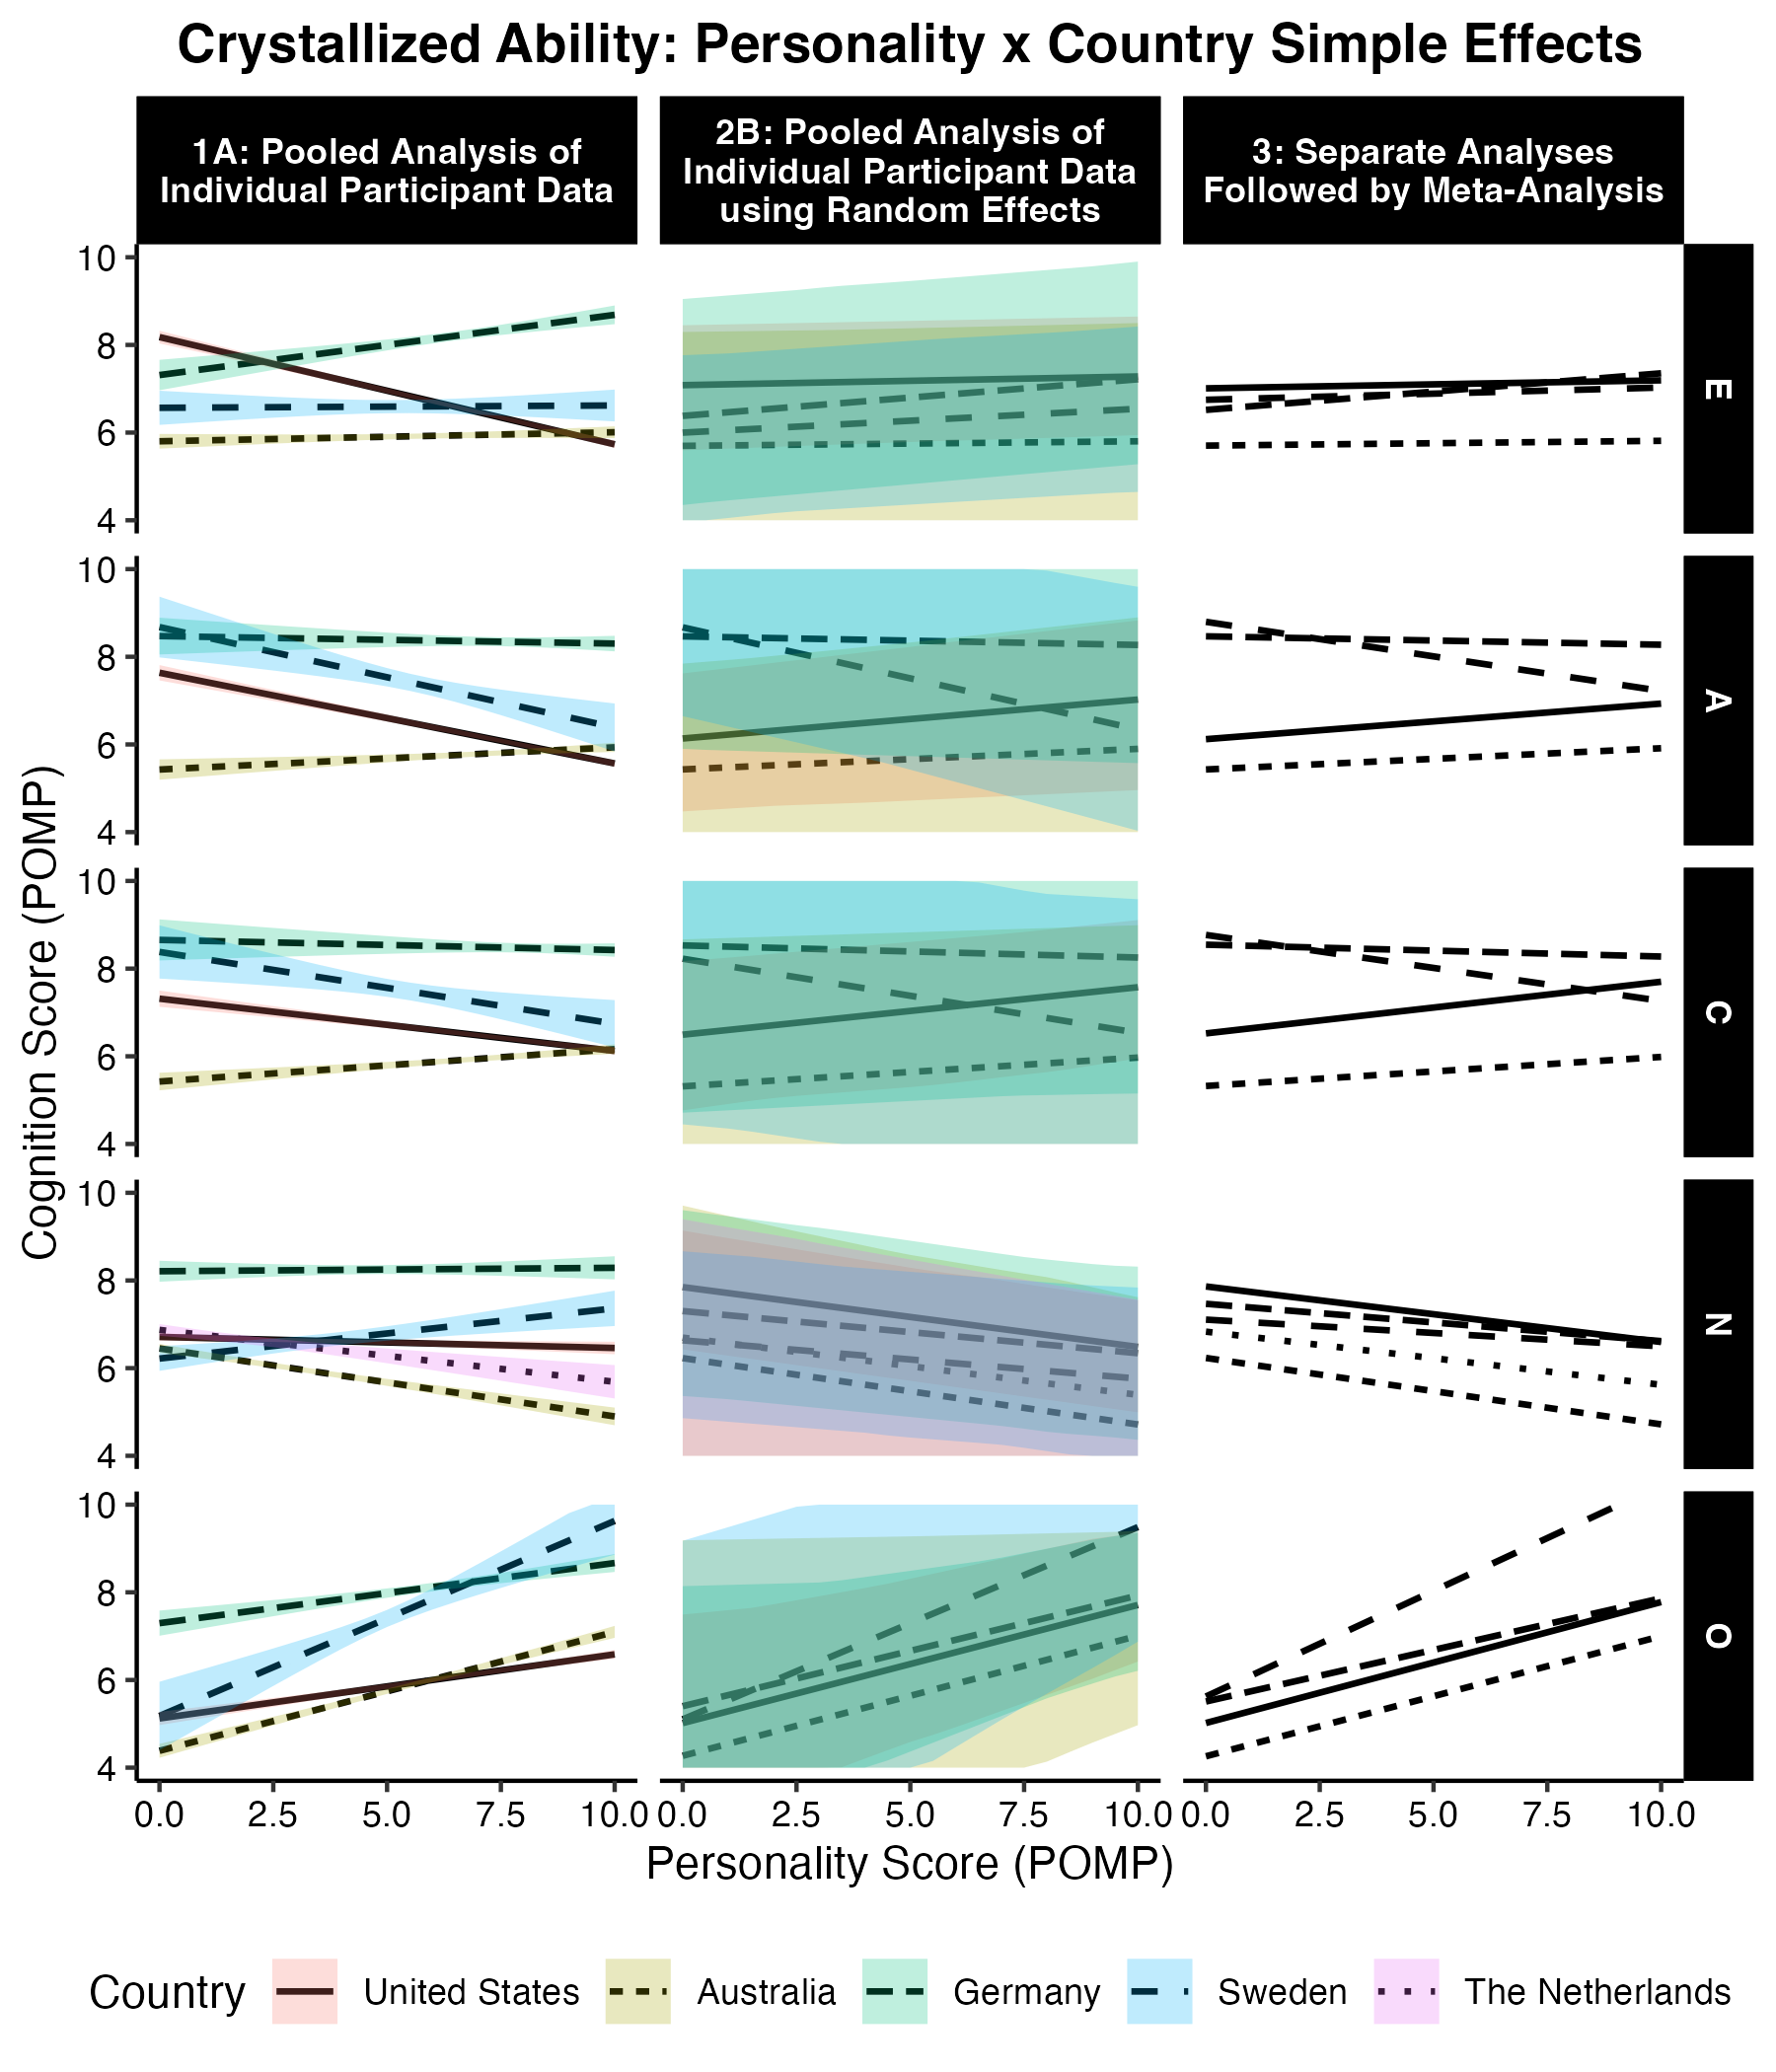 Crystallized Ability: Personality x Country Simple Effects
1A: Pooled Analysis of
Individual Participant Data
2B: Pooled Analysis of
Individual Participant Data
using Random Effects
3: Separate Analyses
Followed by Meta-Analysis
Cognition Score (POMP)
10
8
6
4
E
10
8
6
4
A
10
8
6
4
C
10
8
6
4
N
10
8
6
4
O
0.0 2.5 5.0 7.5 10.0 0.0 2.5 5.0 7.5 10.0 0.0 2.5 5.0 7.5 10.0
Personality Score (POMP)
Country United States Australia Germany Sweden The Netherlands